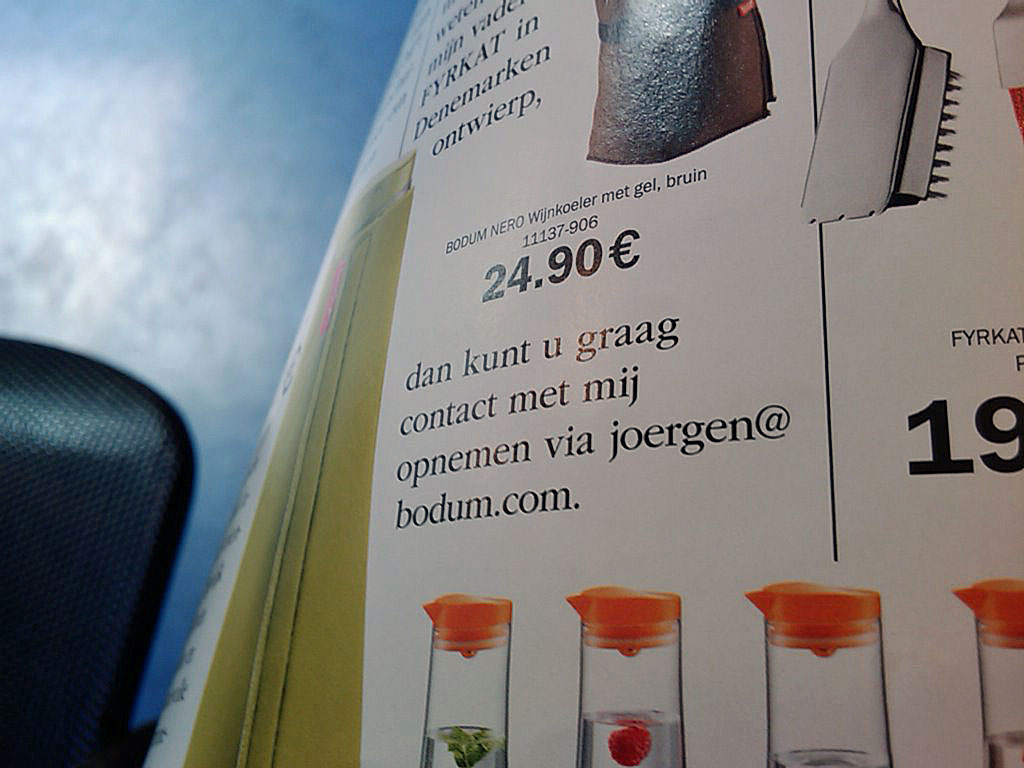 mijn vader
FYRKAT in
Denemarken
ontwierp,
BODUM NERO Wijnkoeler met gel, bruin
11137-906
24.90€
dan kunt u graag
contact met mij
opnemen via joergen@
bodum.com.
FYRKAT
19